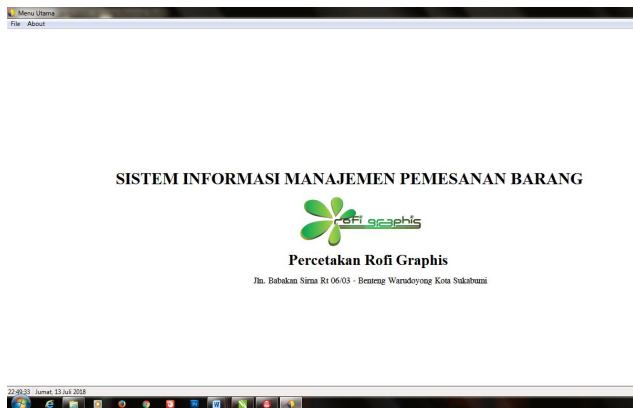 Menu Utama
File About
SISTEM INFORMASI MANAJEMEN PEMESANAN BARANG
rofi graphis
Percetakan Rofi Graphis
Jln. Babakan Sirna Rt 06/03 - Benteng Warudoyong Kota Sukabumi
22:49:33 Jumat, 13 Juli 2018